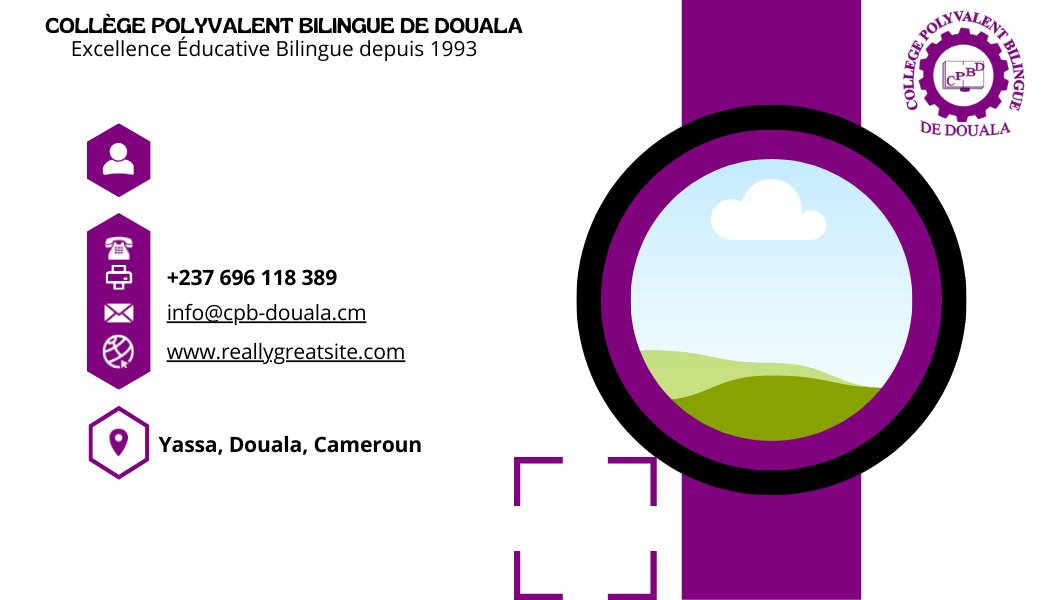 COLLÈGE POLYVALENT BILINGUE DE DOUALA
Excellence Éducative Bilingue depuis 1993
COLLEGE POLYVALENT BILINGUE
CPBD
DE DOUALA
+237 696 118 389
info@cpb-douala.cm
www.reallygreatsite.com
Yassa, Douala, Cameroun